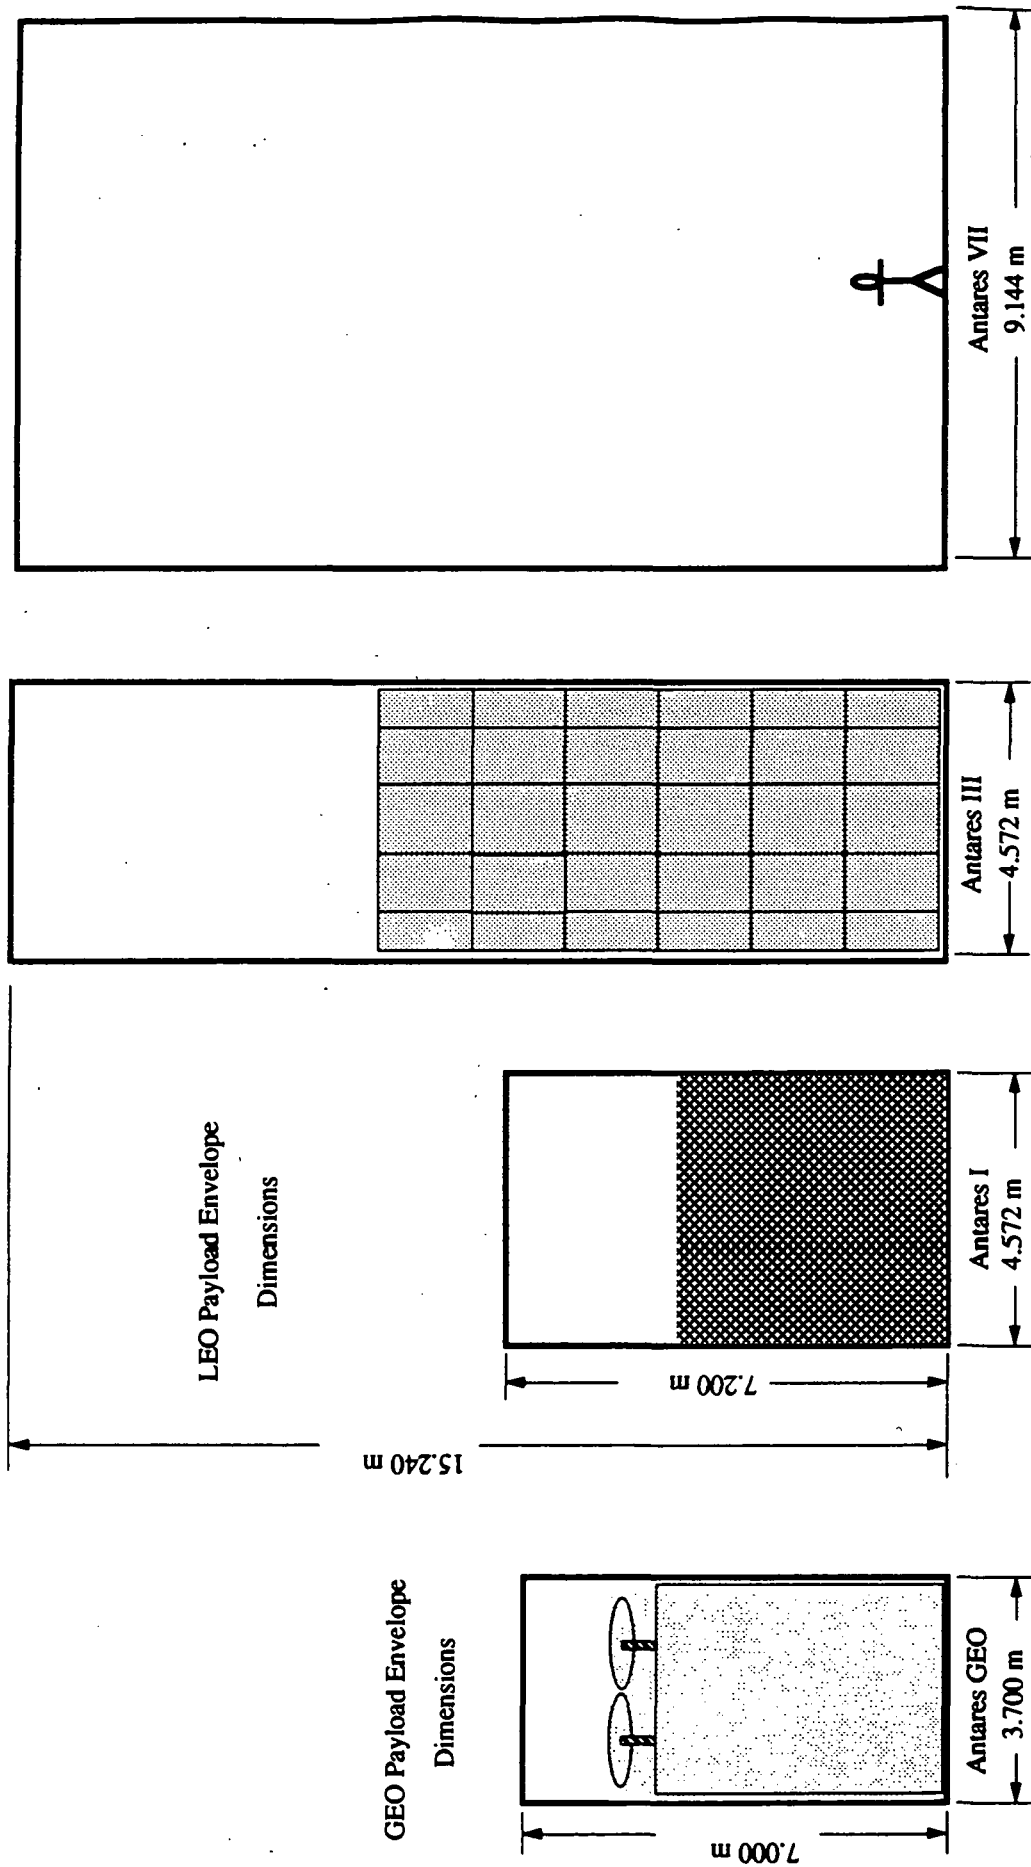 GEO Payload Envelope
Dimensions
7.000 m
Antares GEO
3.700 m
LEO Payload Envelope
Dimensions
15.240 m
7.200 m
Antares I
4.572 m
Antares III
4.572 m
Antares VII
9.144 m